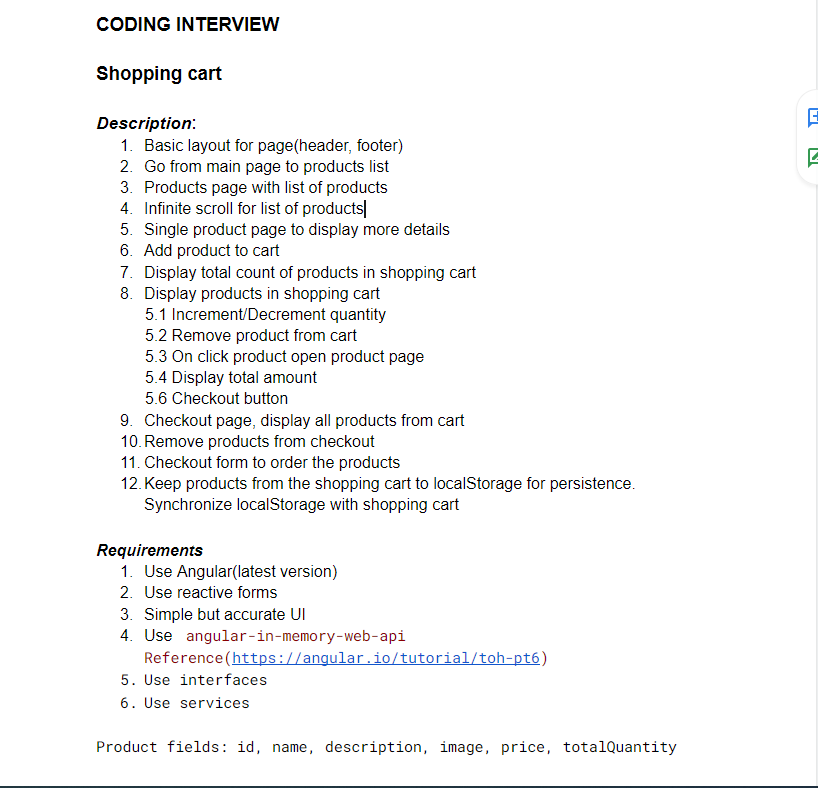 CODING INTERVIEW
Shopping cart
Description:
1. Basic layout for page(header, footer)
2. Go from main page to products list
3. Products page with list of products
4. Infinite scroll for list of products
5. Single product page to display more details
6. Add product to cart
7. Display total count of products in shopping cart
8. Display products in shopping cart
5.1 Increment/Decrement quantity
5.2 Remove product from cart
5.3 On click product open product page
5.4 Display total amount
5.6 Checkout button
9. Checkout page, display all products from cart
10. Remove products from checkout
11. Checkout form to order the products
12. Keep products from the shopping cart to localStorage for persistence.
Synchronize localStorage with shopping cart
Requirements
1. Use Angular(latest version)
2. Use reactive forms
3. Simple but accurate UI
4. Use angular-in-memory-web-api
Reference(https://angular.io/tutorial/toh-pt6)
5. Use interfaces
6. Use services
Product fields: id, name, description, image, price, totalQuantity